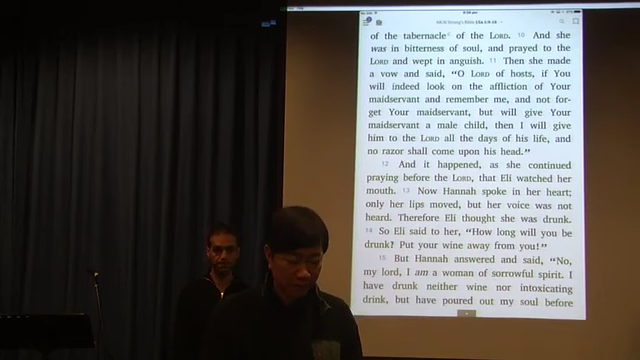 of the tabernacle of the LORD. 10 And she
was in bitterness of soul, and prayed to the
LORD and wept in anguish. 11 Then she made
a vow and said, “O LORD of hosts, if You
will indeed look on the affliction of Your
maidservant and remember me, and not for-
get Your maidservant, but will give Your
maidservant a male child, then I will give
him to the LORD all the days of his life, and
no razor shall come upon his head.”
12 And it happened, as she continued
praying before the LORD, that Eli watched her
mouth. 13 Now Hannah spoke in her heart;
only her lips moved, but her voice was not
heard. Therefore Eli thought she was drunk.
14 So Eli said to her, “How long will you be
drunk? Put your wine away from you!”
15 But Hannah answered and said, “No,
my lord, I am a woman of sorrowful spirit. I
have drunk neither wine nor intoxicating
drink, but have poured out my soul before